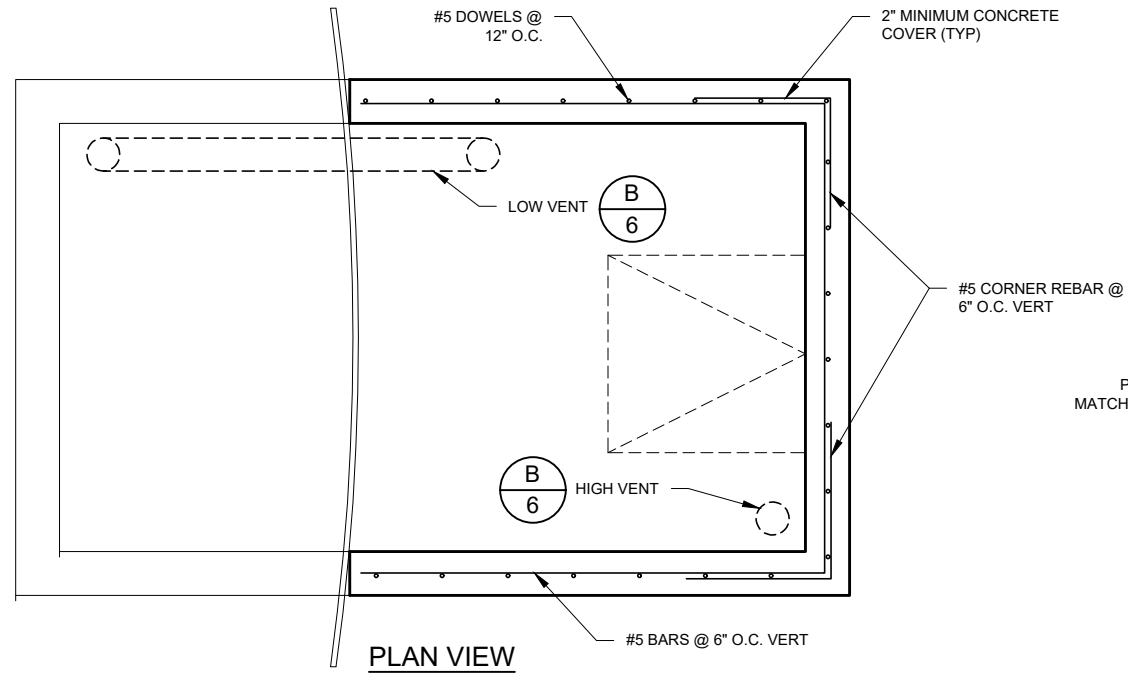 #5 DOWELS @
12" O.C.
2" MINIMUM CONCRETE
COVER (TYP)
LOW VENT
B
6
#5 CORNER REBAR @
6" O.C. VERT
P
MATCH
B
6
HIGH VENT
#5 BARS @ 6" O.C. VERT
PLAN VIEW